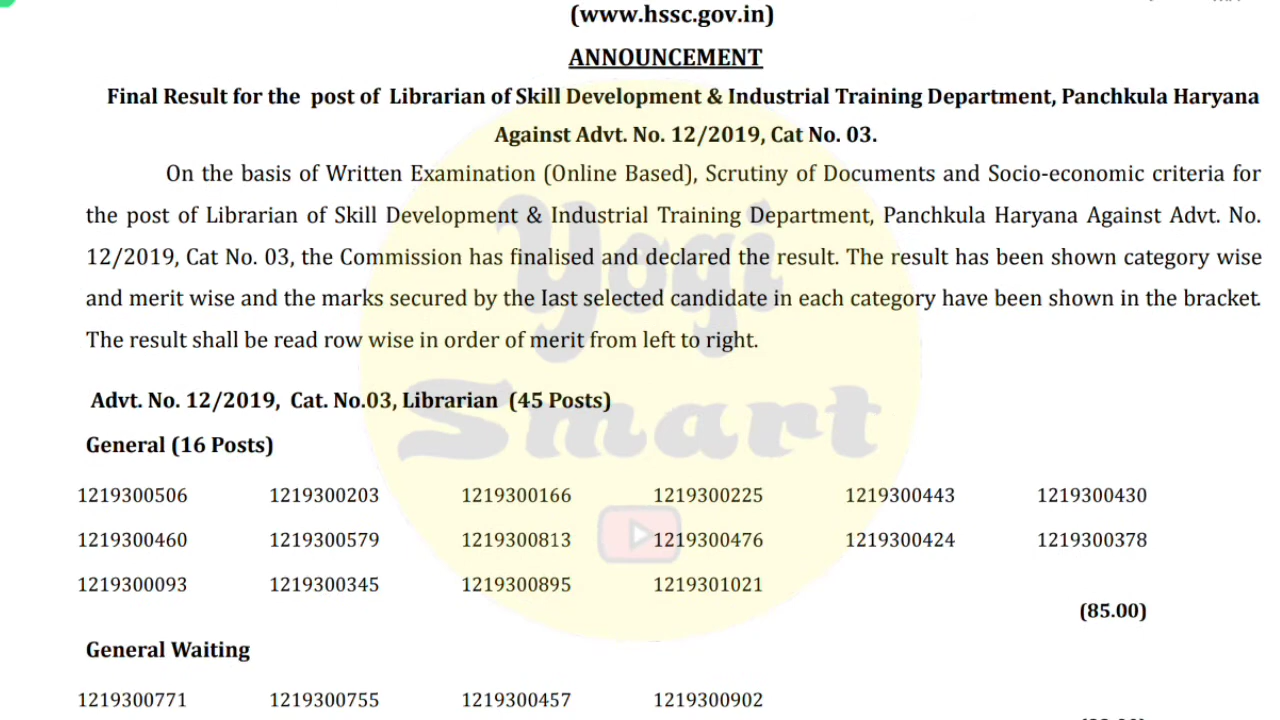 (www.hssc.gov.in)
ANNOUNCEMENT
Final Result for the post of Librarian of Skill Development & Industrial Training Department, Panchkula Haryana
Against Advt. No. 12/2019, Cat No. 03.
On the basis of Written Examination (Online Based), Scrutiny of Documents and Socio-economic criteria for
the post of Librarian of Skill Development & Industrial Training Department, Panchkula Haryana Against Advt. No.
12/2019, Cat No. 03, the Commission has finalised and declared the result. The result has been shown category wise
and merit wise and the marks secured by the last selected candidate in each category have been shown in the bracket.
The result shall be read row wise in order of merit from left to right.
Yogi
Smart
Advt. No. 12/2019, Cat. No.03, Librarian (45 Posts)
General (16 Posts)
1219300506 1219300203 1219300166 1219300225 1219300443 1219300430
1219300460 1219300579 1219300813 1219300476 1219300424 1219300378
1219300093 1219300345 1219300895 1219301021
(85.00)
General Waiting
1219300771 1219300755 1219300457 1219300902